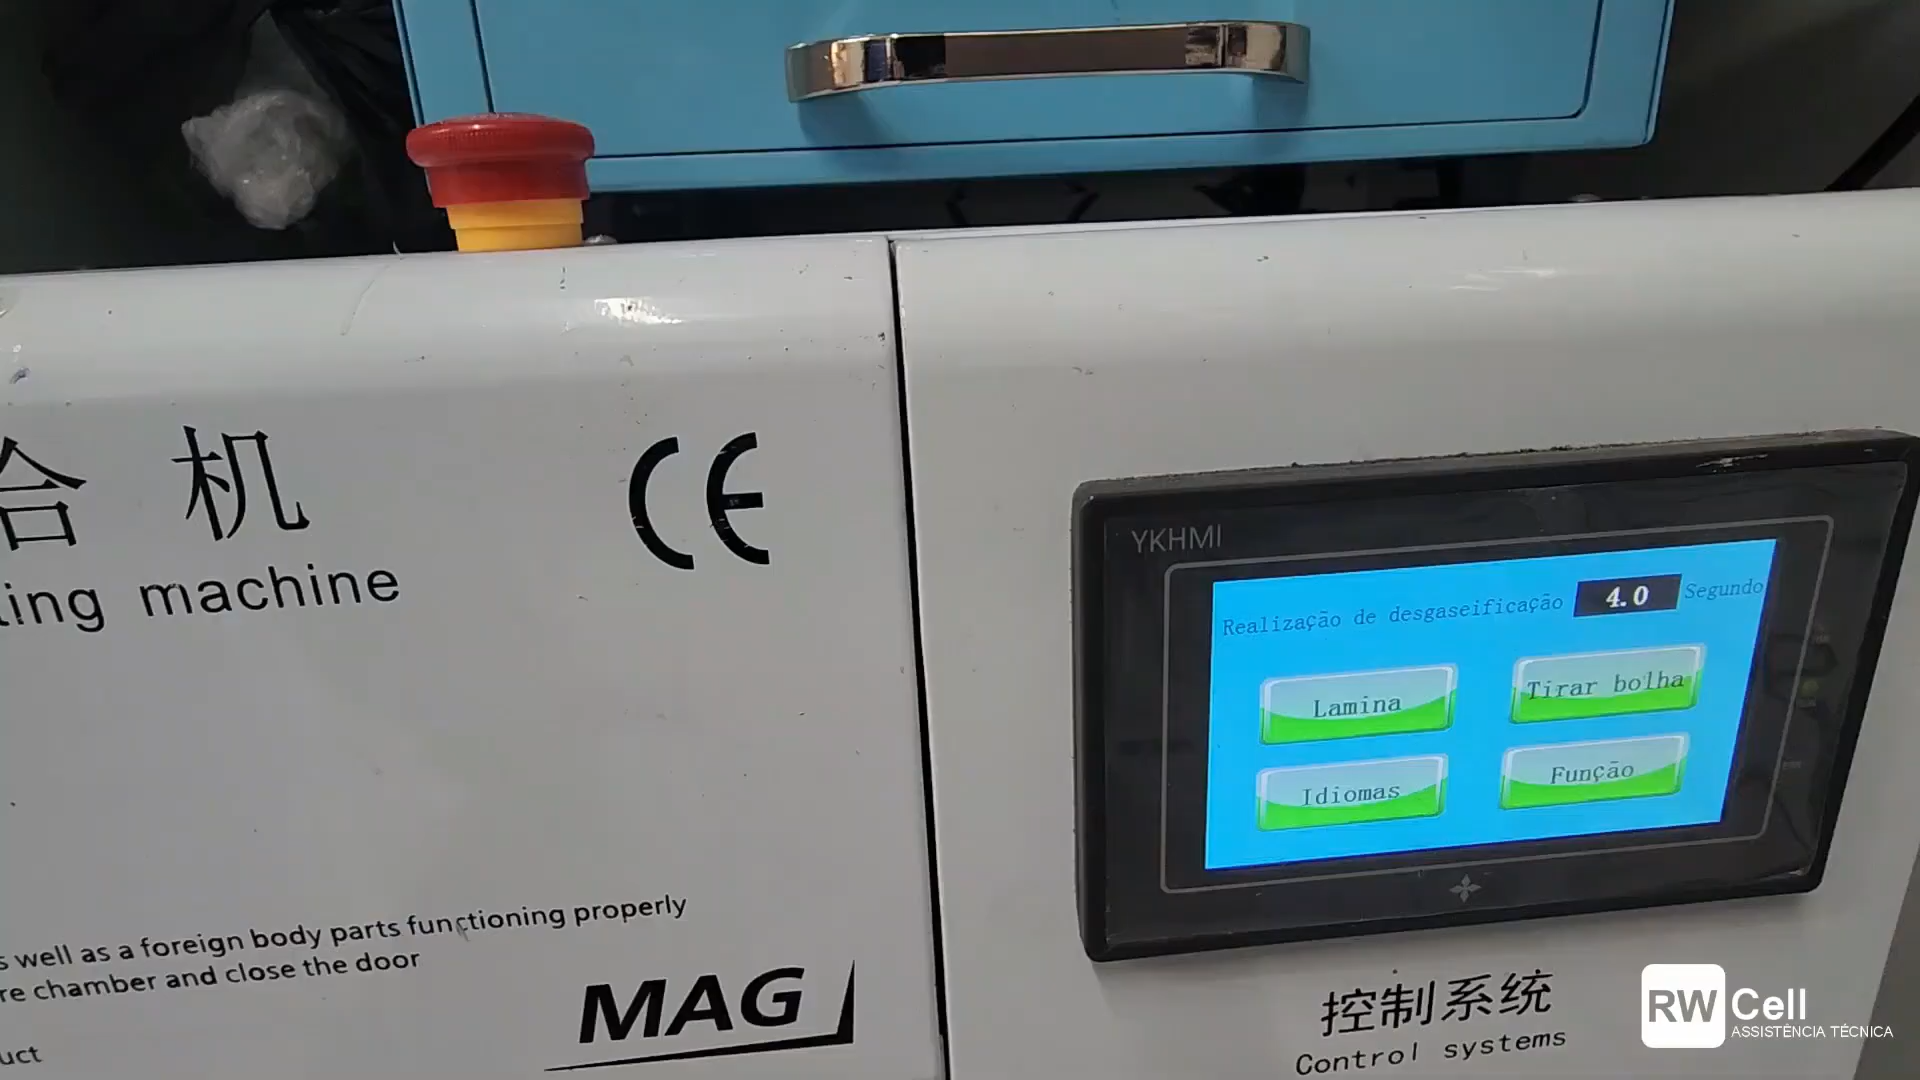 合 机
ting machine
CE
s well as a foreign body parts functioning properly
re chamber and close the door
uct
MAG
YKHMI
Realização de desgaseificação 4.0 Segundo
Lamina
Tirar bolha
Idiomas
Função
控制系统
Control systems
RW Cell
ASSISTÊNCIA TÉCNICA